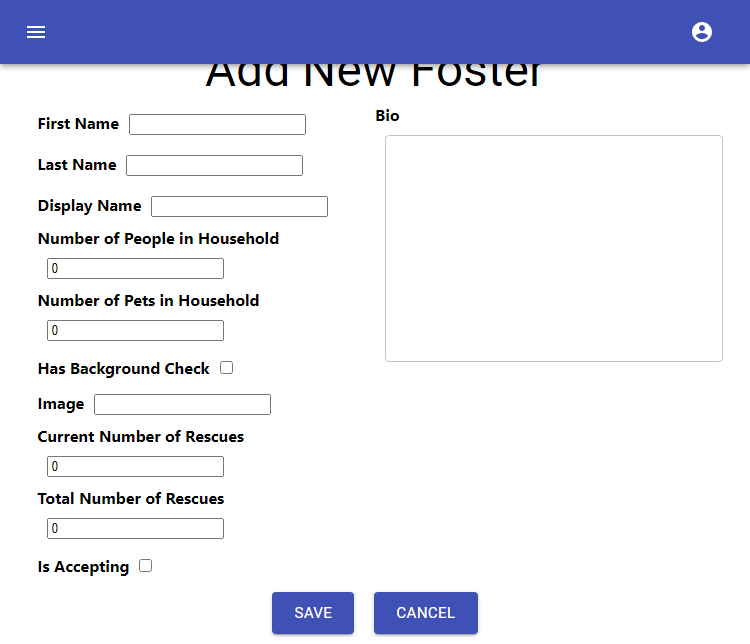 Add New Foster
First Name
Last Name
Display Name
Number of People in Household
0
Number of Pets in Household
0
Has Background Check
Image
Current Number of Rescues
0
Total Number of Rescues
0
Is Accepting
Bio
SAVE
CANCEL